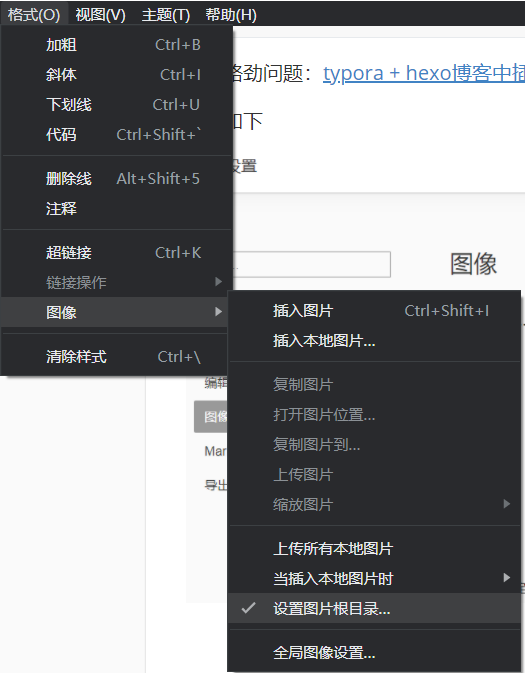 格式(O) 视图(V) 主题(T) 帮助(H)
加粗 Ctrl+B
斜体 Ctrl+I
下划线 Ctrl+U
代码 Ctrl+Shift+`
删除线 Alt+Shift+5
注释
超链接 Ctrl+K
链接操作
图像
清除样式 Ctrl+\
问题：typora + hexo博客中插
如下
设置
图像
插入图片 Ctrl+Shift+I
插入本地图片...
复制图片
打开图片位置...
复制图片到...
上传图片
缩放图片
上传所有本地图片
当插入本地图片时
设置图片根目录...
全局图像设置...
编辑
图像
Mar
导出